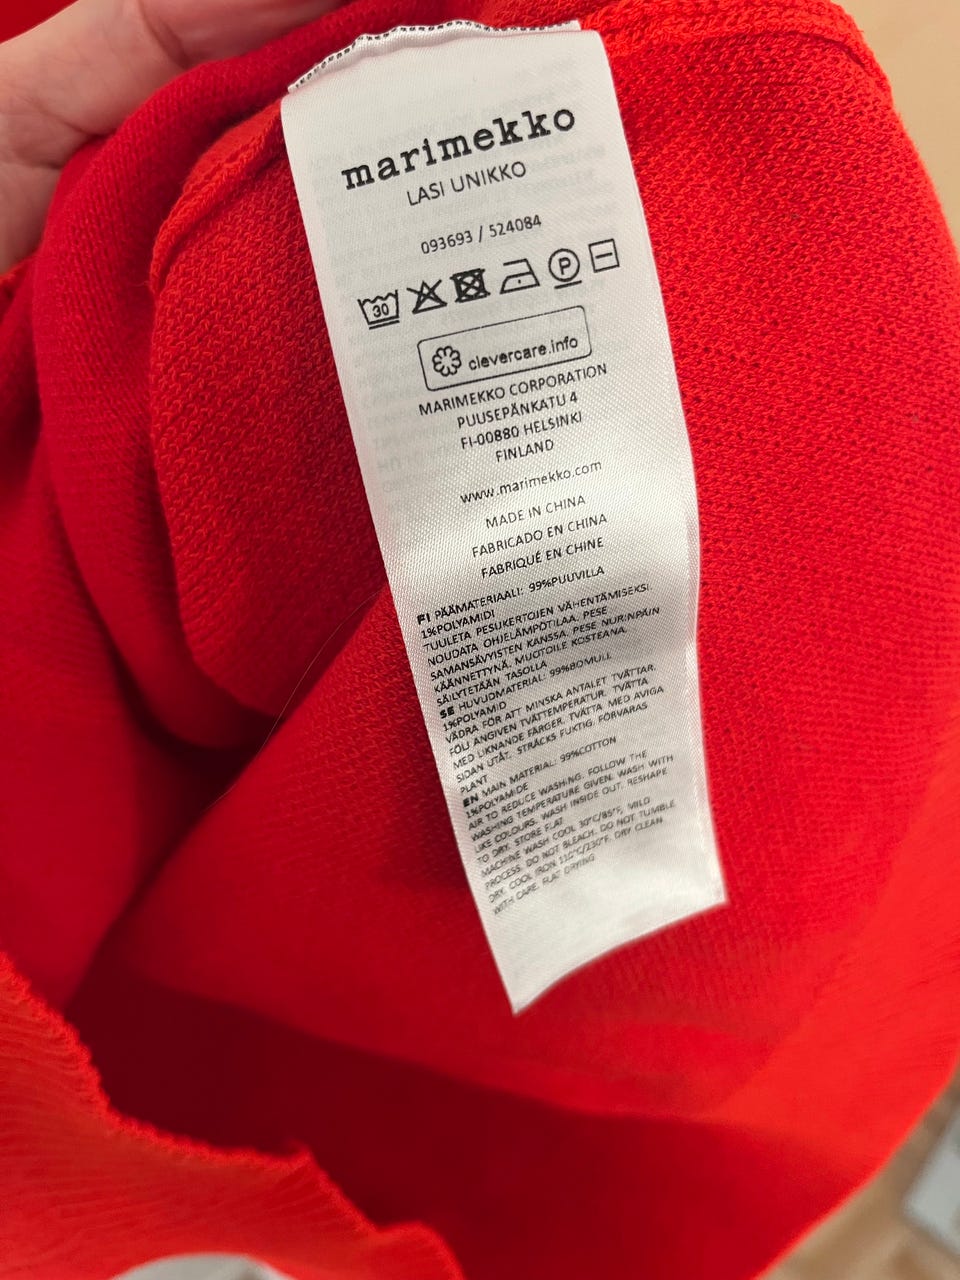 marimekko
LASI UNIKKO
093693 / 524084
30 P
clevercare.info
MARIMEKKO CORPORATION
PUUSEPÄNKATU 4
FI-00880 HELSINKI
FINLAND
www.marimekko.com
MADE IN CHINA
FABRICADO EN CHINA
FABRIQUÉ EN CHINE
FI PÄÄMATERIAALI: 99%PUUVILLA
1%POLYAMIDI
TUULETA PESUKERTOJEN VÄHENTÄMISEKSI.
NOUDATA OHJELÄMPÖTILAA. PESE
SAMANSÄVYISTEN KANSSA. PESE NURINPÄIN
KÄÄNNETTYNÄ. MUOTOILE KOSTEANA.
SÄILYTETÄÄN TASOLLA
SE HUVUDMATERIAL: 99%BOMULL
1%POLYAMID
VÄDRA FÖR ATT MINSKA ANTALET TVÄTTAR.
FÖLJ ANGIVEN TVÄTTEMPERATUR. TVÄTTA
MED LIKNANDE FÄRGER. TVÄTTA MED AVIGA
SIDAN UTÅT. STRÄCKS FUKTIG. FÖRVARAS
PLANT
EN MAIN MATERIAL: 99%COTTON
1%POLYAMIDE
AIR TO REDUCE WASHING. FOLLOW THE
WASHING TEMPERATURE GIVEN. WASH WITH
LIKE COLOURS. WASH INSIDE OUT. RESHAPE
TO DRY. STORE FLAT
MACHINE WASH COOL 30°C/85°F, MILD
PROCESS. DO NOT BLEACH. DO NOT TUMBLE
DRY. COOL IRON 110°C/230°F. DRY CLEAN
WITH CARE. FLAT DRYING